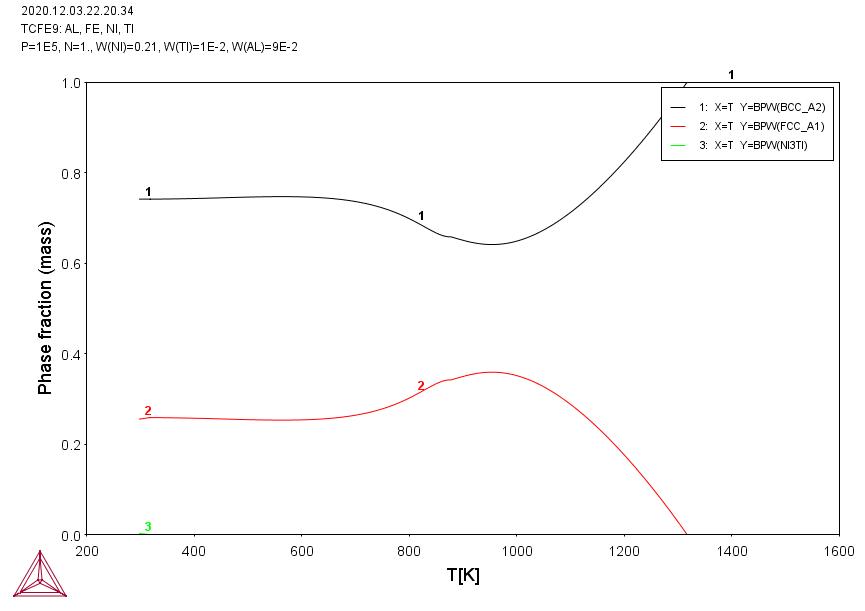 2020.12.03.22.20.34
TCFE9: AL, FE, NI, TI
P=1E5, N=1., W(NI)=0.21, W(TI)=1E-2, W(AL)=9E-2
1
1: X=T Y=BPW(BCC_A2)
2: X=T Y=BPW(FCC_A1)
3: X=T Y=BPW(NI3TI)
1.0
0.8
0.6
0.4
0.2
0.0
Phase fraction (mass)
1
1
2
2
3
200 400 600 800 1000 1200 1400 1600
T[K]